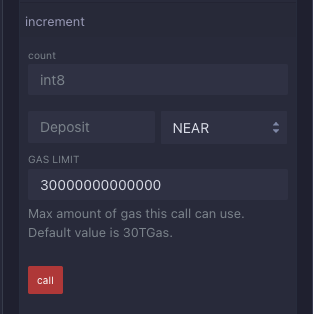 increment
count
int8
Deposit NEAR
GAS LIMIT
30000000000000
Max amount of gas this call can use.
Default value is 30TGas.
call